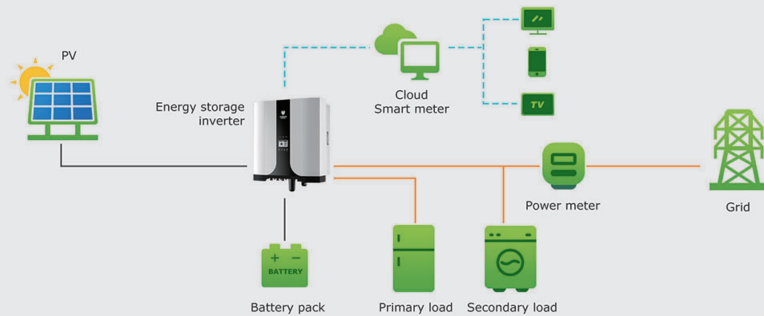 PV
Energy storage
inverter
Cloud
Smart meter
TV
Power meter
Grid
+ −
BATTERY
Battery pack
Primary load
Secondary load